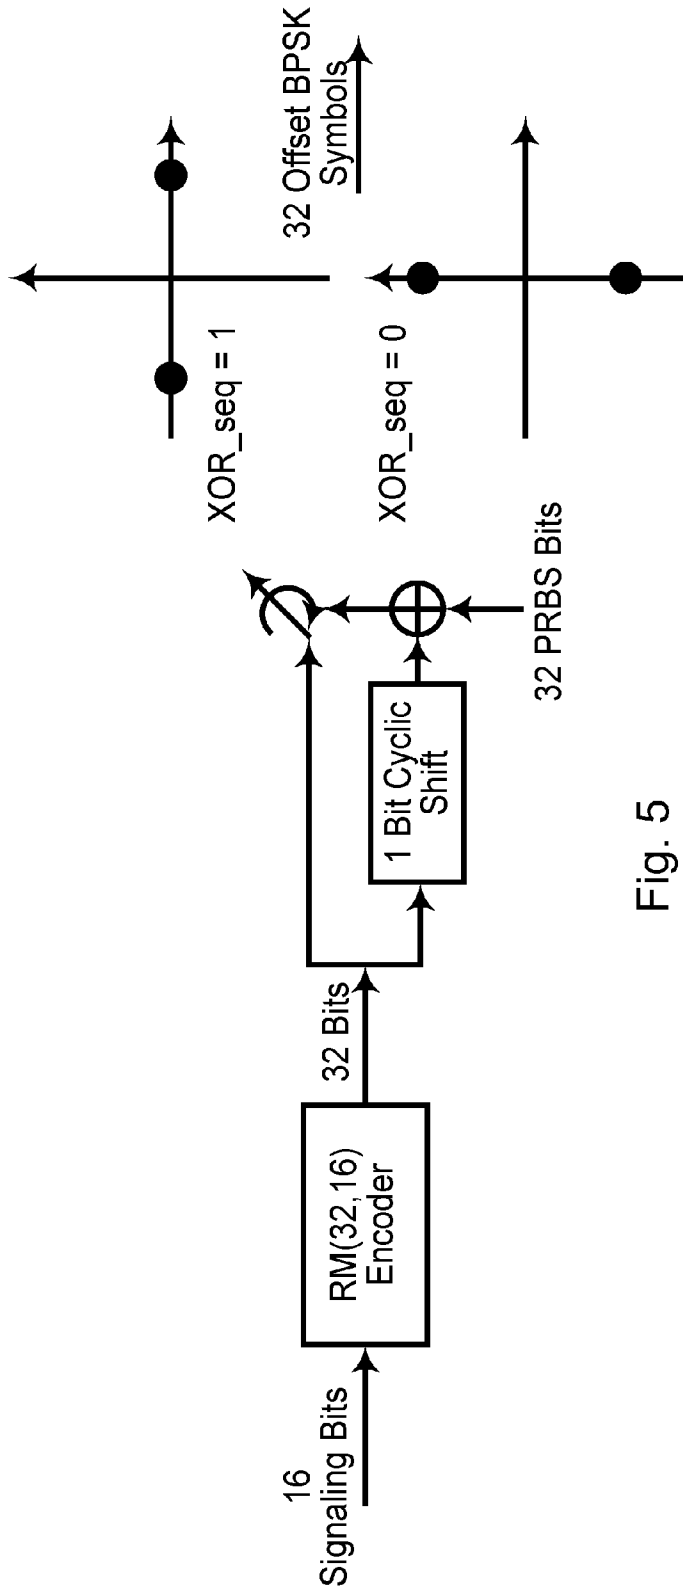 16
Signaling Bits
RM(32,16)
Encoder
32 Bits
1 Bit Cyclic
Shift
32 PRBS Bits
XOR_seq = 1
XOR_seq = 0
32 Offset BPSK
Symbols
Fig. 5